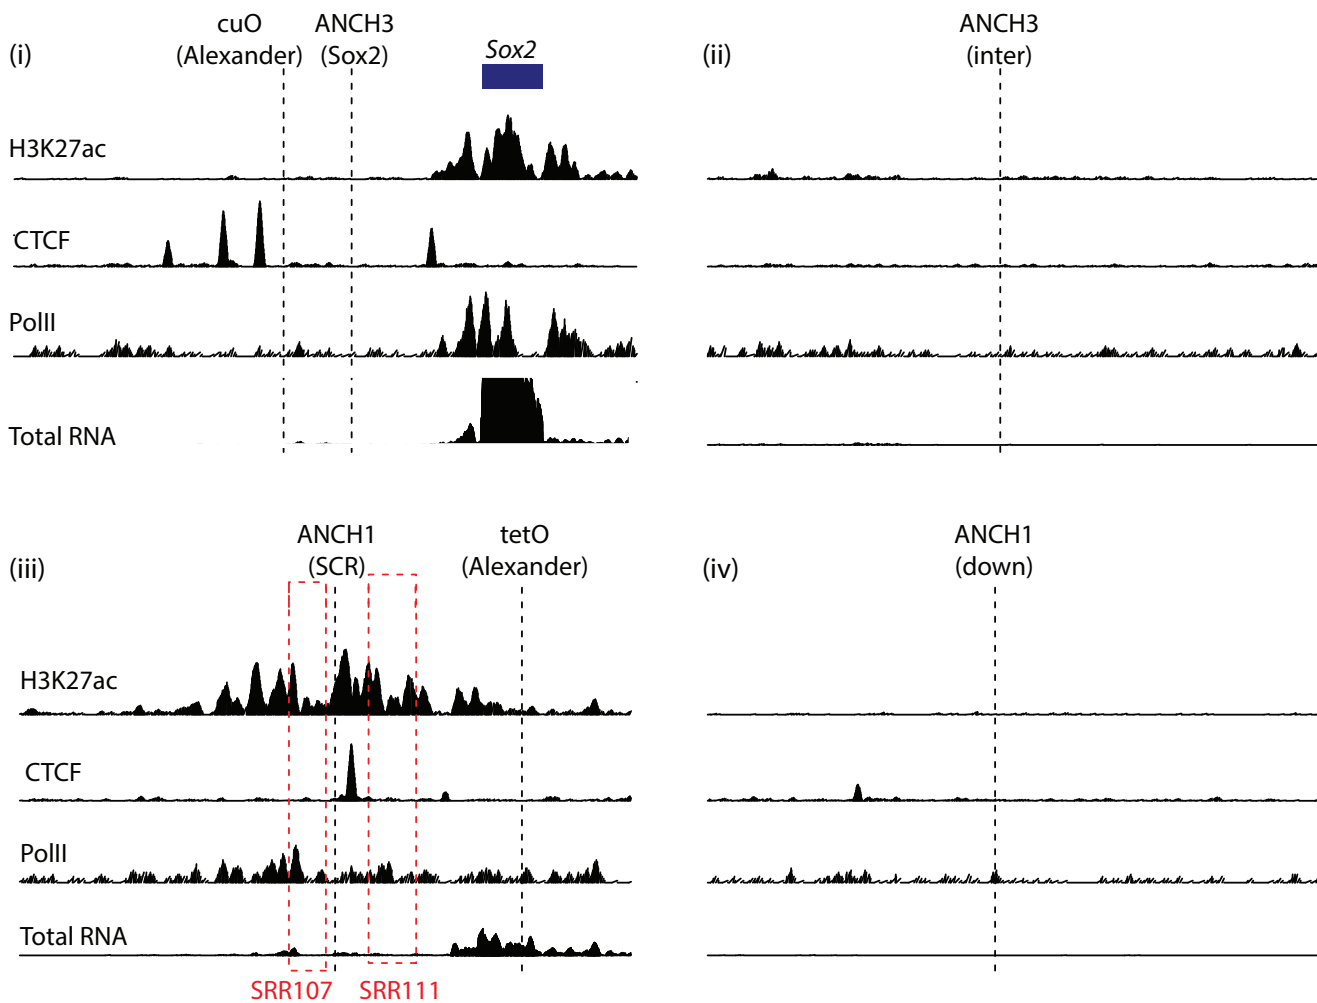 (i)
cuO
(Alexander)
ANCH3
(Sox2)
Sox2
H3K27ac
CTCF
PolII
Total RNA
(ii)
ANCH3
(inter)
(iii)
ANCH1
(SCR)
tetO
(Alexander)
H3K27ac
CTCF
PolII
Total RNA
SRR107
SRR111
(iv)
ANCH1
(down)